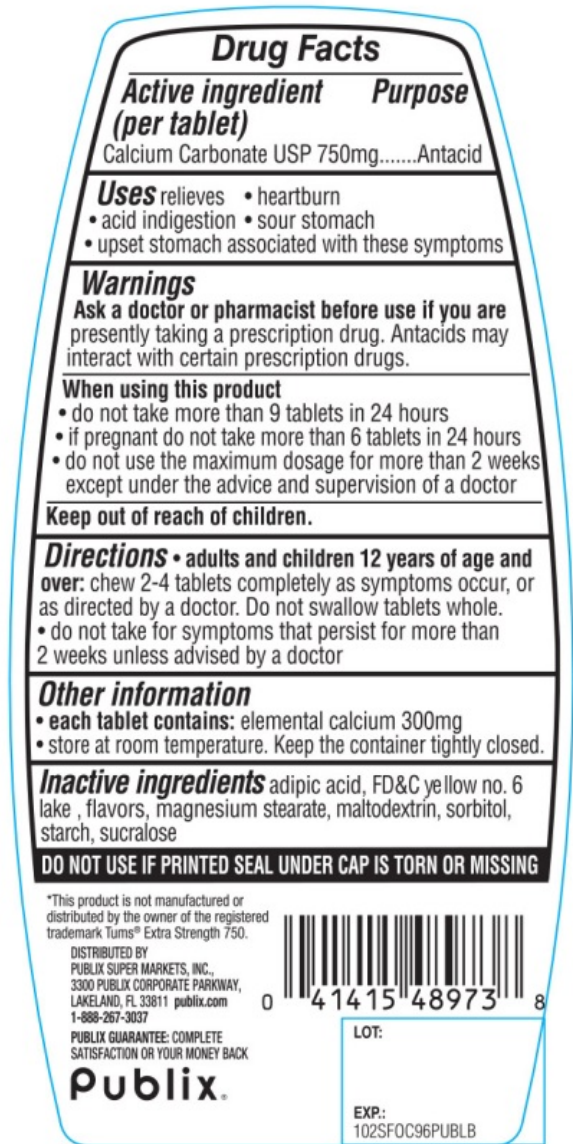 Drug Facts
Active ingredient Purpose
(per tablet)
Calcium Carbonate USP 750mg.......Antacid
Uses relieves • heartburn
• acid indigestion • sour stomach
• upset stomach associated with these symptoms
Warnings
Ask a doctor or pharmacist before use if you are
presently taking a prescription drug. Antacids may
interact with certain prescription drugs.
When using this product
• do not take more than 9 tablets in 24 hours
• if pregnant do not take more than 6 tablets in 24 hours
• do not use the maximum dosage for more than 2 weeks
except under the advice and supervision of a doctor
Keep out of reach of children.
Directions • adults and children 12 years of age and
over: chew 2-4 tablets completely as symptoms occur, or
as directed by a doctor. Do not swallow tablets whole.
• do not take for symptoms that persist for more than
2 weeks unless advised by a doctor
Other information
• each tablet contains: elemental calcium 300mg
• store at room temperature. Keep the container tightly closed.
Inactive ingredients adipic acid, FD&C yellow no. 6
lake , flavors, magnesium stearate, maltodextrin, sorbitol,
starch, sucralose
DO NOT USE IF PRINTED SEAL UNDER CAP IS TORN OR MISSING
*This product is not manufactured or
distributed by the owner of the registered
trademark Tums® Extra Strength 750.
DISTRIBUTED BY
PUBLIX SUPER MARKETS, INC.,
3300 PUBLIX CORPORATE PARKWAY,
LAKELAND, FL 33811 publix.com
1-888-267-3037
PUBLIX GUARANTEE: COMPLETE
SATISFACTION OR YOUR MONEY BACK
Publix®
0 41415 48973 8
LOT:
EXP.:
102SFOC96PUBLB